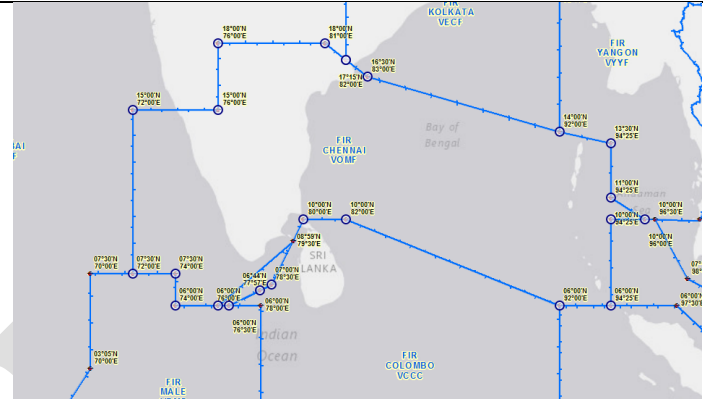 FIR
KOLKATA
VECF
18°00'N
76°00'E
18°00'N
81°00'E
FIR
YANGON
VYYF
16°30'N
83°00'E
17°15'N
82°00'E
15°00'N
72°00'E
15°00'N
76°00'E
14°00'N
92°00'E
Bay of
Bengal
13°30'N
94°25'E
FIR
CHENNAI
VOMF
11°00'N
94°25'E
10°00'N
80°00'E
10°00'N
82°00'E
10°00'N
94°25'E
10°00'N
96°30'E
10°00'N
96°00'E
08°59'N
79°30'E
SRI
LANKA
07°30'N
70°00'E
07°30'N
72°00'E
07°30'N
74°00'E
06°44'N
77°57'E
07°00'N
78°30'E
06°00'N
74°00'E
06°00'N
76°00'E
06°00'N
76°30'E
06°00'N
78°00'E
06°00'N
92°00'E
06°00'N
94°25'E
06°00'N
97°30'E
Indian
Ocean
03°05'N
70°00'E
FIR
COLOMBO
VCCC
FIR
MALE